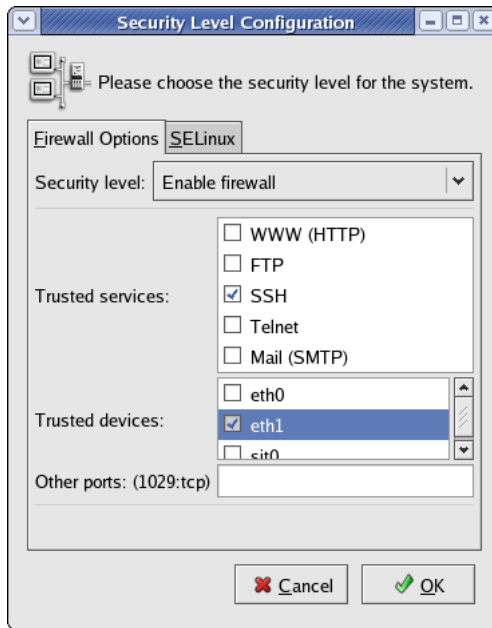 Security Level Configuration
Please choose the security level for the system.
Firewall Options SELinux
Security level: Enable firewall
Trusted services:
WWW (HTTP)
FTP
SSH
Telnet
Mail (SMTP)
Trusted devices:
eth0
eth1
sit0
Other ports: (1029:tcp)
Cancel OK